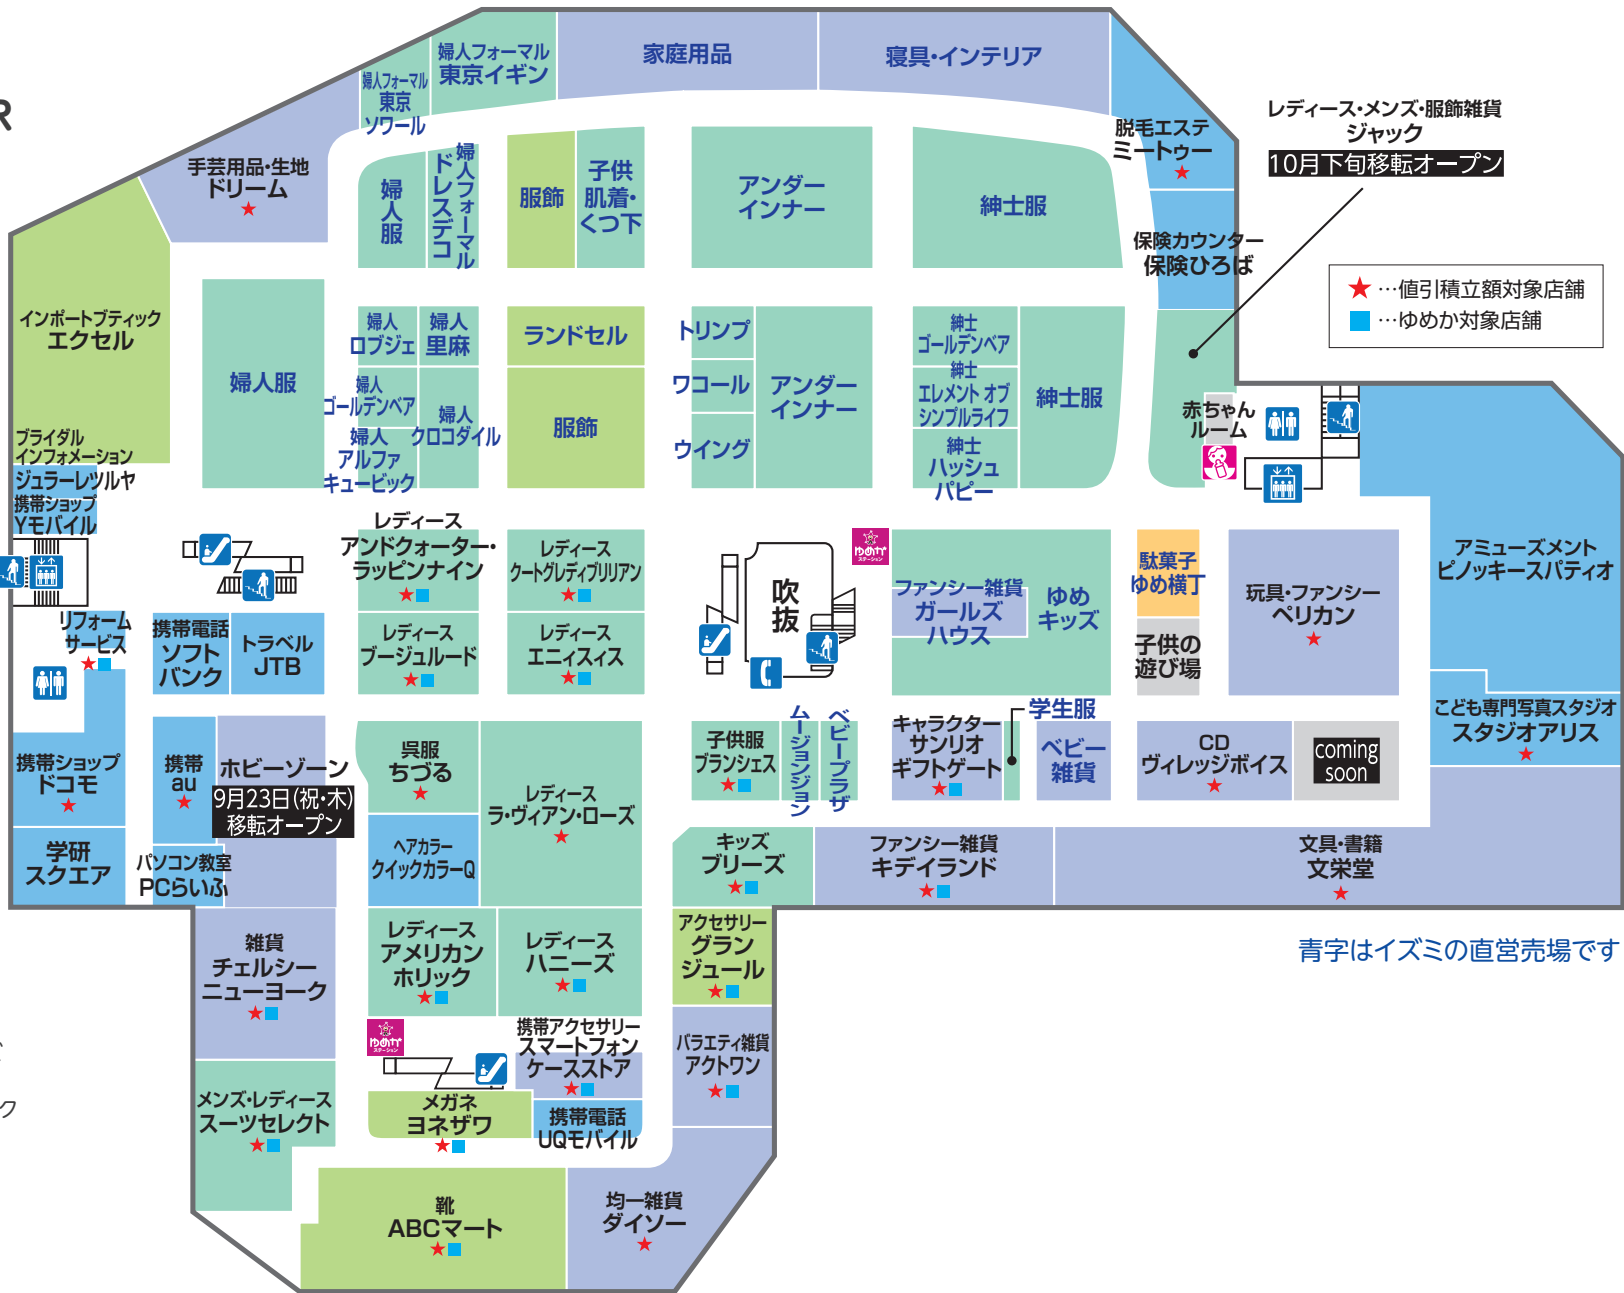 R
婦人フォーマル
東京
ソワール
婦人フォーマル
東京イギン
家庭用品
寝具・インテリア
脱毛エステ
ミートゥー
レディース・メンズ・服飾雑貨
ジャック
10月下旬移転オープン
手芸用品・生地
ドリーム
婦人服
婦人フォーマル
ドレスデコ
服飾
子供
肌着・
くつ下
アンダー
インナー
紳士服
保険カウンター
保険ひろば
★…値引積立額対象店舗
■…ゆめか対象店舗
インポートブティック
エクセル
婦人服
婦人
ロブジェ
婦人
里麻
婦人
ゴールデンベア
婦人
クロコダイル
婦人
アルファ
キュービック
ランドセル
服飾
トリンプ
ワコール
ウイング
アンダー
インナー
紳士
ゴールデンベア
紳士
エレメント オブ
シンプルライフ
紳士
ハッシュ
パピー
紳士服
赤ちゃん
ルーム
ブライダル
インフォメーション
ジュラーレツルヤ
携帯ショップ
Yモバイル
レディース
アンドクォーター・
ラッピンナイン
★■
レディース
クートグレディブリリアン
★■
吹
抜
ゆめか
ステーション
ファンシー雑貨
ガールズ
ハウス
ゆめ
キッズ
駄菓子
ゆめ横丁
子供の
遊び場
玩具・ファンシー
ペリカン
★
アミューズメント
ピノッキースパティオ
リフォーム
サービス
★■
携帯電話
ソフト
バンク
トラベル
JTB
レディース
ブージュルード
★■
レディース
エニィスィス
★■
携帯ショップ
ドコモ
★
携帯
au
★
ホビーゾーン
9月23日(祝・木)
移転オープン
呉服
ちづる
★
レディース
ラ・ヴィアン・ローズ
★
子供服
ブランシェス
★■
ムージョンジョン
ベビープラザ
キャラクター
サンリオ
ギフトゲート
★■
学生服
ベビー
雑貨
CD
ヴィレッジボイス
★
coming
soon
こども専門写真スタジオ
スタジオアリス
★
学研
スクエア
パソコン教室
PCらいふ
ヘアカラー
クイックカラーQ
キッズ
ブリーズ
★■
ファンシー雑貨
キデイランド
★■
文具・書籍
文栄堂
★
雑貨
チェルシー
ニューヨーク
★■
レディース
アメリカン
ホリック
★■
レディース
ハニーズ
★■
アクセサリー
グラン
ジュール
★■
青字はイズミの直営売場です
ゆめか
ステーション
携帯アクセサリー
スマートフォン
ケースストア
★■
バラエティ雑貨
アクトワン
★■
メンズ・レディース
スーツセレクト
★■
メガネ
ヨネザワ
★■
携帯電話
UQモバイル
ク
靴
ABCマート
★■
均一雑貨
ダイソー
★